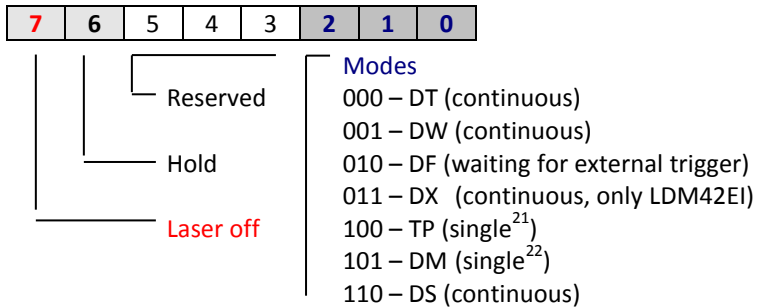 7 6 5 4 3 2 1 0
Modes
Reserved
000 – DT (continuous)
001 – DW (continuous)
Hold
010 – DF (waiting for external trigger)
011 – DX (continuous, only LDM42EI)
Laser off
100 – TP (single21)
101 – DM (single22)
110 – DS (continuous)